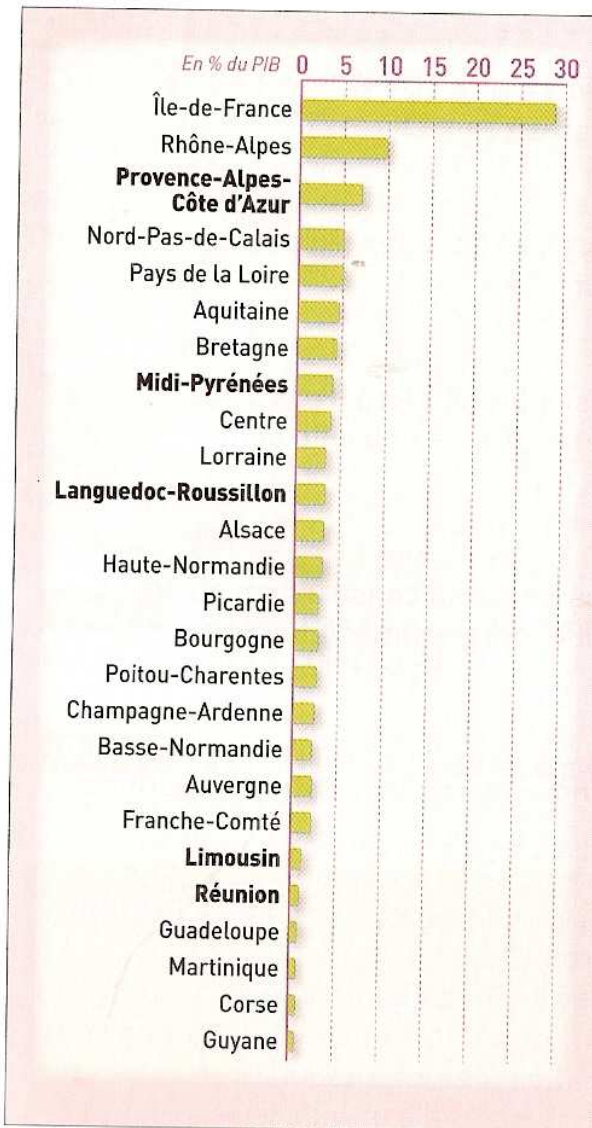 En % du PIB 0 5 10 15 20 25 30
Île-de-France
Rhône-Alpes
Provence-Alpes-
Côte d'Azur
Nord-Pas-de-Calais
Pays de la Loire
Aquitaine
Bretagne
Midi-Pyrénées
Centre
Lorraine
Languedoc-Roussillon
Alsace
Haute-Normandie
Picardie
Bourgogne
Poitou-Charentes
Champagne-Ardenne
Basse-Normandie
Auvergne
Franche-Comté
Limousin
Réunion
Guadeloupe
Martinique
Corse
Guyane